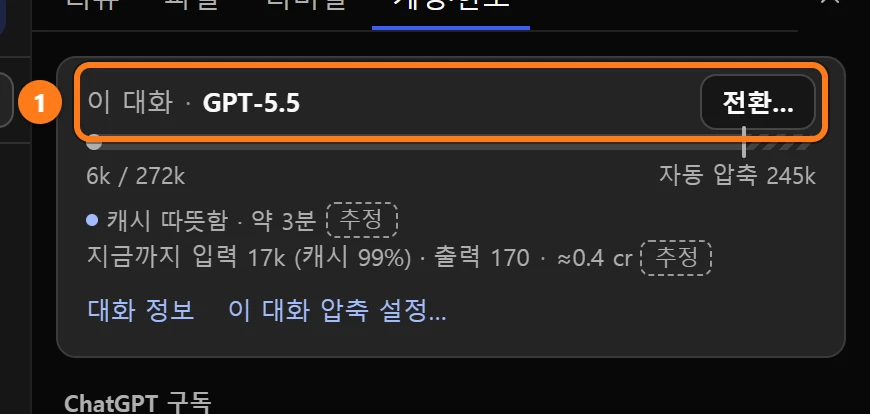 이 대화 · GPT-5.5
전환...
1
6k / 272k
자동 압축 245k
캐시 따뜻함 · 약 3분 추정
지금까지 입력 17k (캐시 99%) · 출력 170 · ≈0.4 cr 추정
대화 정보
이 대화 압축 설정...
ChatGPT 구독